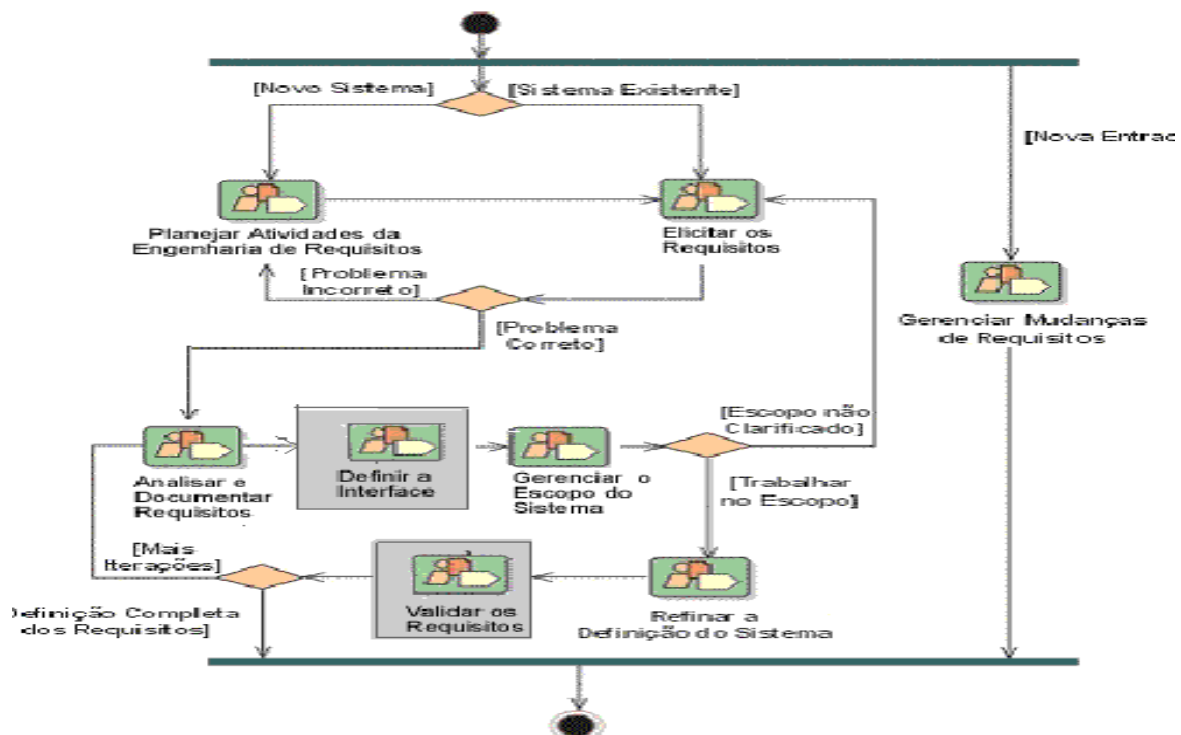 [Novo Sistema]
[Sistema Existente]
[Nova Entrac
Planejar Atividades da
Engenharia de Requisitos
Elicitar os
Requisitos
[Problema
Incorreto]
[Problema
Correto]
Gerenciar Mudanças
de Requisitos
[Escopo não
Clarificado]
Analisar e
Documentar
Requisitos
Definir a
Interface
Gerenciar o
Escopo do
Sistema
[Trabalhar
no Escopo]
[Mais
Iterações]
Definição Completa
dos Requisitos]
Validar os
Requisitos
Refinar a
Definição do Sistema